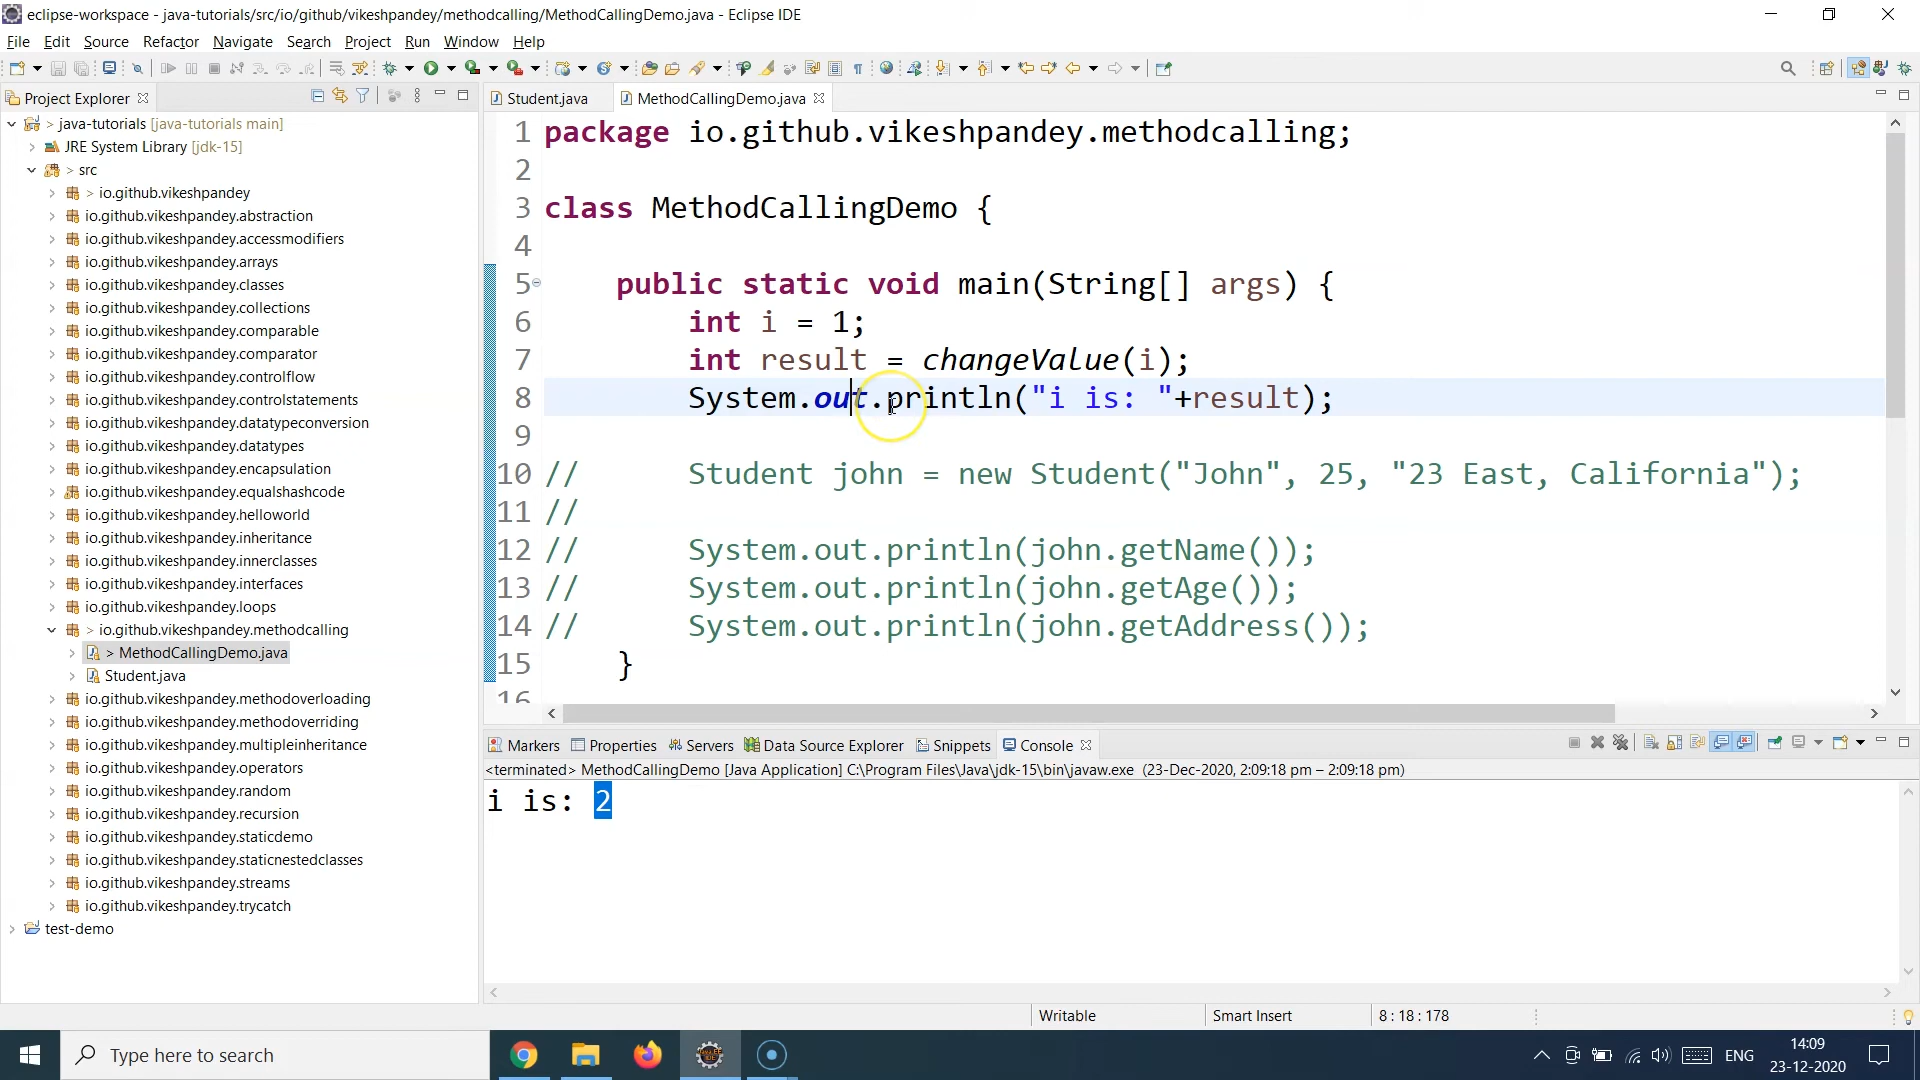 eclipse-workspace - java-tutorials/src/io/github/vikeshpandey/methodcalling/MethodCallingDemo.java - Eclipse IDE
File Edit Source Refactor Navigate Search Project Run Window Help
Project Explorer
> java-tutorials [java-tutorials main]
JRE System Library [jdk-15]
> src
> io.github.vikeshpandey
io.github.vikeshpandey.abstraction
io.github.vikeshpandey.accessmodifiers
io.github.vikeshpandey.arrays
io.github.vikeshpandey.classes
io.github.vikeshpandey.collections
io.github.vikeshpandey.comparable
io.github.vikeshpandey.comparator
io.github.vikeshpandey.controlflow
io.github.vikeshpandey.controlstatements
io.github.vikeshpandey.datatypeconversion
io.github.vikeshpandey.datatypes
io.github.vikeshpandey.encapsulation
io.github.vikeshpandey.equalshashcode
io.github.vikeshpandey.helloworld
io.github.vikeshpandey.inheritance
io.github.vikeshpandey.innerclasses
io.github.vikeshpandey.interfaces
io.github.vikeshpandey.loops
> io.github.vikeshpandey.methodcalling
> MethodCallingDemo.java
Student.java
io.github.vikeshpandey.methodoverloading
io.github.vikeshpandey.methodoverriding
io.github.vikeshpandey.multipleinheritance
io.github.vikeshpandey.operators
io.github.vikeshpandey.random
io.github.vikeshpandey.recursion
io.github.vikeshpandey.staticdemo
io.github.vikeshpandey.staticnestedclasses
io.github.vikeshpandey.streams
io.github.vikeshpandey.trycatch
test-demo
Student.java MethodCallingDemo.java
1 package io.github.vikeshpandey.methodcalling;
2
3 class MethodCallingDemo {
4
5 public static void main(String[] args) {
6 int i = 1;
7 int result = changeValue(i);
8 System.out.println("i is: "+result);
9
10 // Student john = new Student("John", 25, "23 East, California");
11 //
12 // System.out.println(john.getName());
13 // System.out.println(john.getAge());
14 // System.out.println(john.getAddress());
15 }
16
Markers Properties Servers Data Source Explorer Snippets Console
<terminated> MethodCallingDemo [Java Application] C:\Program Files\Java\jdk-15\bin\javaw.exe (23-Dec-2020, 2:09:18 pm – 2:09:18 pm)
i is: 2
Writable Smart Insert 8 : 18 : 178
Type here to search
ENG
14:09
23-12-2020